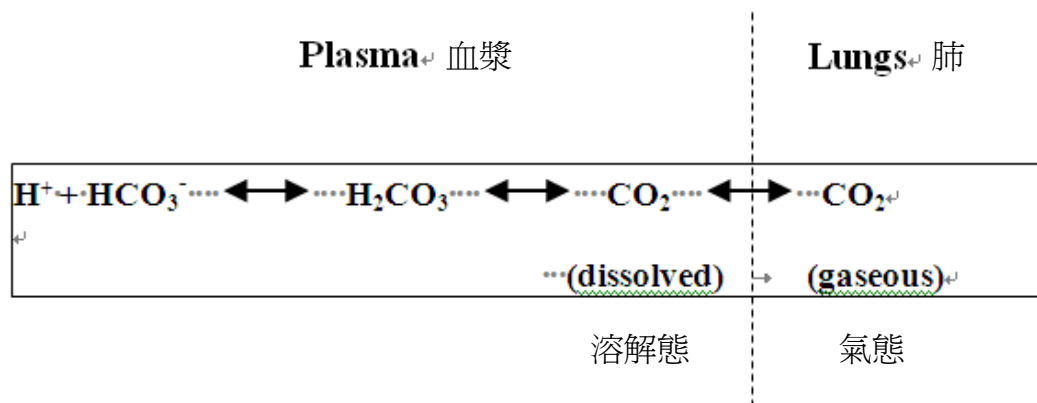 Plasma↵ 血漿 Lungs↵ 肺
H⁺·+·HCO₃⁻···· ↔ ····H₂CO₃···· ↔ ····CO₂···· ↔ ···CO₂↵
↵
···(dissolved) → (gaseous)↵
溶解態 氣態